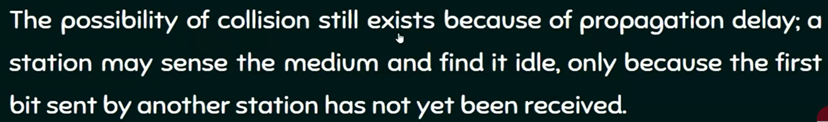 The possibility of collision still exists because of propagation delay; a
station may sense the medium and find it idle, only because the first
bit sent by another station has not yet been received.